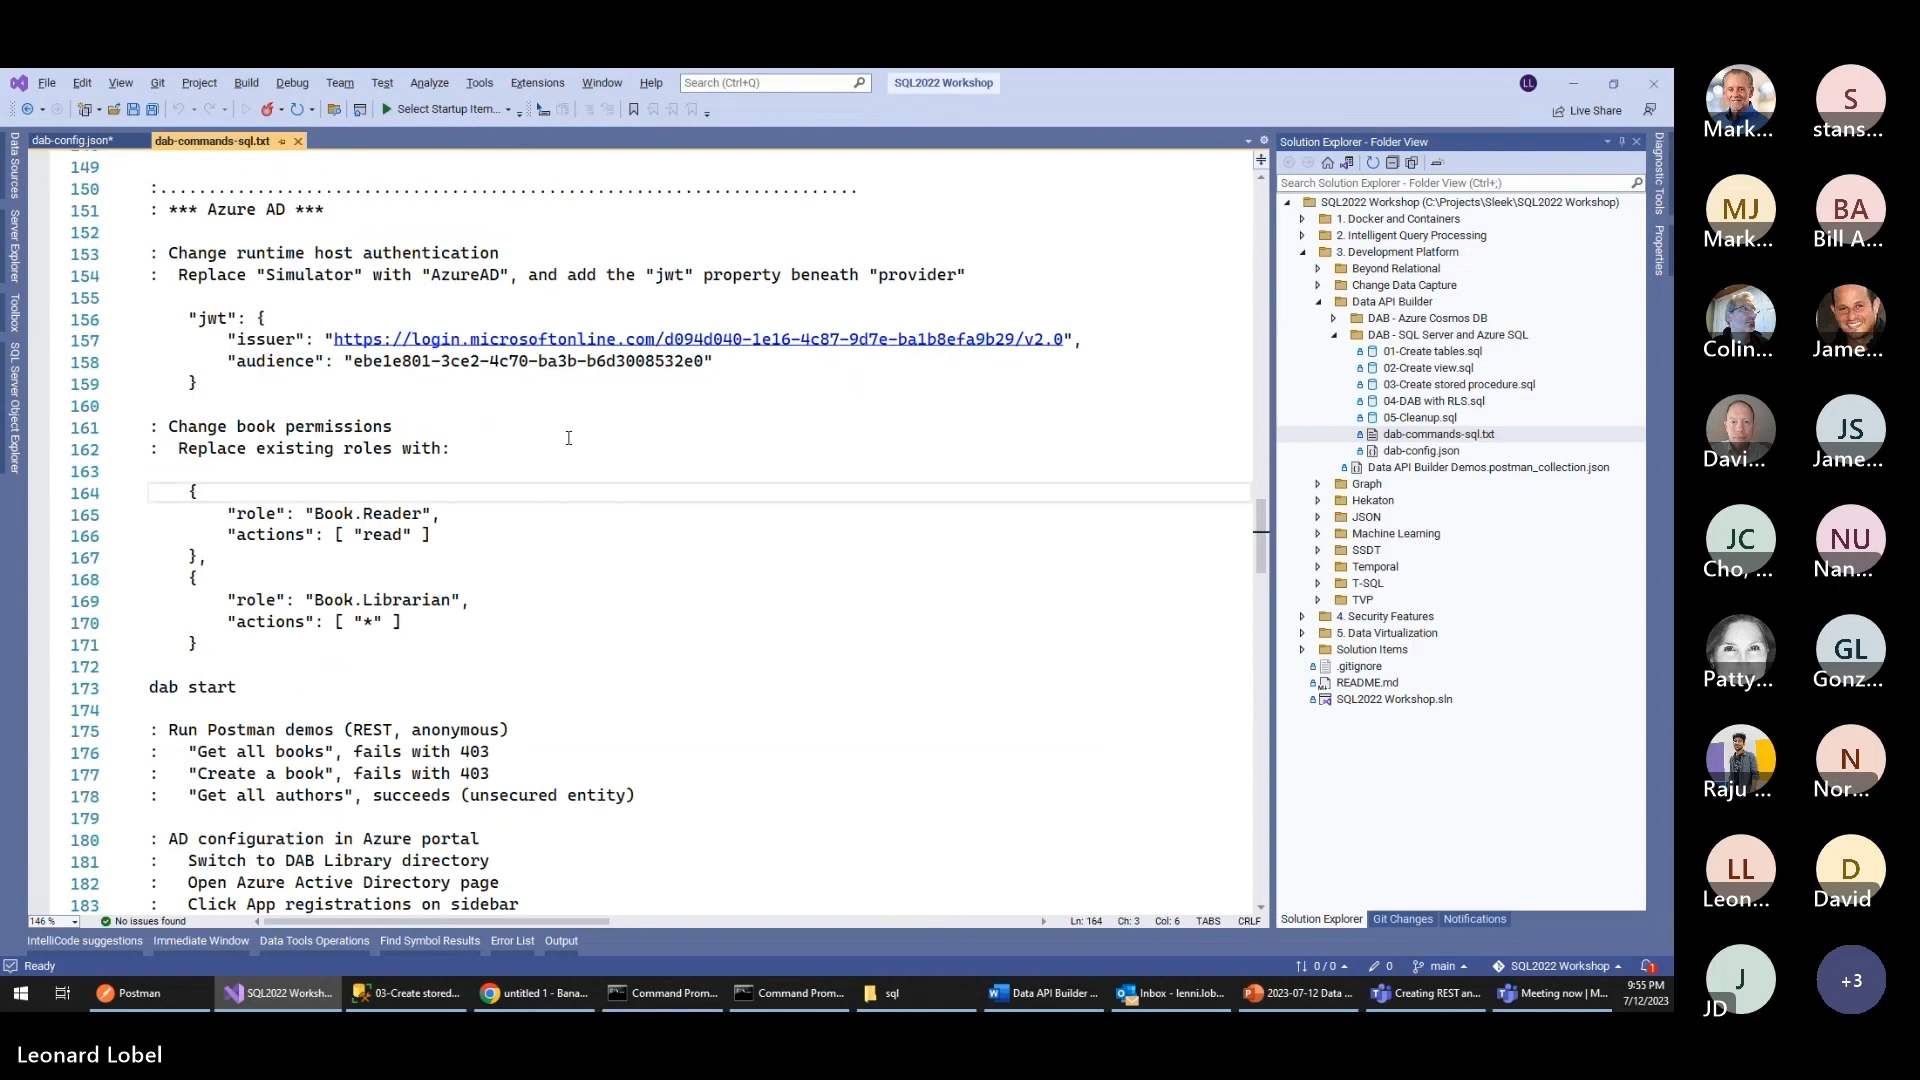 File Edit View Git Project Build Debug Team Test Analyze Tools Extensions Window Help Search (Ctrl+Q) SQL2022 Workshop LL
Select Startup Item... Live Share
dab-config.json* dab-commands-sql.txt
Data Sources
Server Explorer
Toolbox
SQL Server Object Explorer
149
150 :........................................................................
151 : *** Azure AD ***
152
153 : Change runtime host authentication
154 : Replace "Simulator" with "AzureAD", and add the "jwt" property beneath "provider"
155
156 "jwt": {
157 "issuer": "https://login.microsoftonline.com/d094d040-1e16-4c87-9d7e-ba1b8efa9b29/v2.0",
158 "audience": "ebe1e801-3ce2-4c70-ba3b-b6d3008532e0"
159 }
160
161 : Change book permissions
162 : Replace existing roles with:
163
164 {
165 "role": "Book.Reader",
166 "actions": [ "read" ]
167 },
168 {
169 "role": "Book.Librarian",
170 "actions": [ "*" ]
171 }
172
173 dab start
174
175 : Run Postman demos (REST, anonymous)
176 : "Get all books", fails with 403
177 : "Create a book", fails with 403
178 : "Get all authors", succeeds (unsecured entity)
179
180 : AD configuration in Azure portal
181 : Switch to DAB Library directory
182 : Open Azure Active Directory page
183 : Click App registrations on sidebar
146 % No issues found Ln: 164 Ch: 3 Col: 6 TABS CRLF
Solution Explorer - Folder View
Search Solution Explorer - Folder View (Ctrl+;)
SQL2022 Workshop (C:\Projects\Sleek\SQL2022 Workshop)
1. Docker and Containers
2. Intelligent Query Processing
3. Development Platform
Beyond Relational
Change Data Capture
Data API Builder
DAB - Azure Cosmos DB
DAB - SQL Server and Azure SQL
01-Create tables.sql
02-Create view.sql
03-Create stored procedure.sql
04-DAB with RLS.sql
05-Cleanup.sql
dab-commands-sql.txt
dab-config.json
Data API Builder Demos.postman_collection.json
Graph
Hekaton
JSON
Machine Learning
SSDT
Temporal
T-SQL
TVP
4. Security Features
5. Data Virtualization
Solution Items
.gitignore
README.md
SQL2022 Workshop.sln
Solution Explorer Git Changes Notifications
Diagnostic Tools
Properties
IntelliCode suggestions Immediate Window Data Tools Operations Find Symbol Results Error List Output
Ready 0 / 0 0 main SQL2022 Workshop 1
Postman SQL2022 Worksh... 03-Create stored... untitled 1 - Bana... Command Prom... Command Prom... sql Data API Builder ... Inbox - lenni.lob... 2023-07-12 Data ... Creating REST an... Meeting now | M... 9:55 PM
7/12/2023
Mark... S stans...
MJ Mark... BA Bill A...
Colin... Jame...
Davi... JS Jame...
JC Cho, ... NU Nan...
Patty... GL Gonz...
Raju ... N Nor...
LL Leon... D David
J JD +3
Leonard Lobel